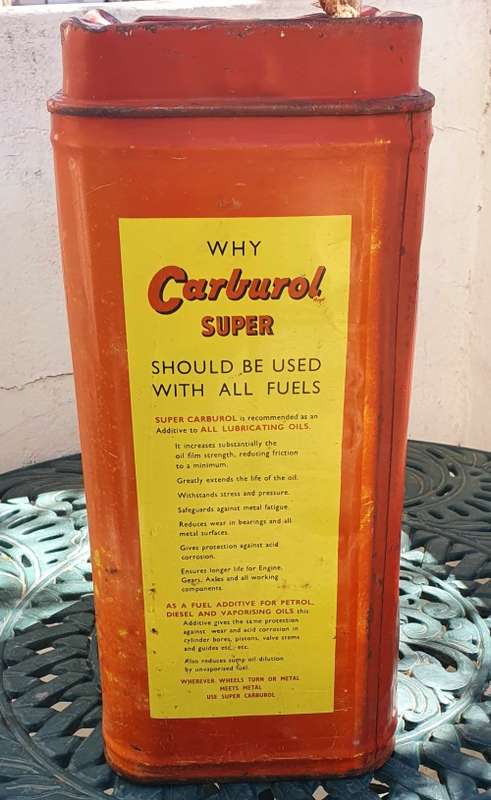 WHY
Carburol
SUPER
SHOULD BE USED
WITH ALL FUELS
SUPER CARBUROL is recommended as an
Additive to ALL LUBRICATING OILS.
It increases substantially the
oil film strength, reducing friction
to a minimum.
Greatly extends the life of the oil.
Withstands stress and pressure.
Safeguards against metal fatigue.
Reduces wear in bearings and all
metal surfaces.
Gives protection against acid
corrosion.
Ensures longer life for Engine,
Gears, Axles and all working
components.
AS A FUEL ADDITIVE FOR PETROL,
DIESEL AND VAPORISING OILS this
Additive gives the same protection
against wear and acid corrosion in
cylinder bores, pistons, valve stems
and guides etc., etc.
Also reduces sump oil dilution
by unvaporised fuel.
WHEREVER WHEELS TURN OR METAL
MEETS METAL
USE SUPER CARBUROL